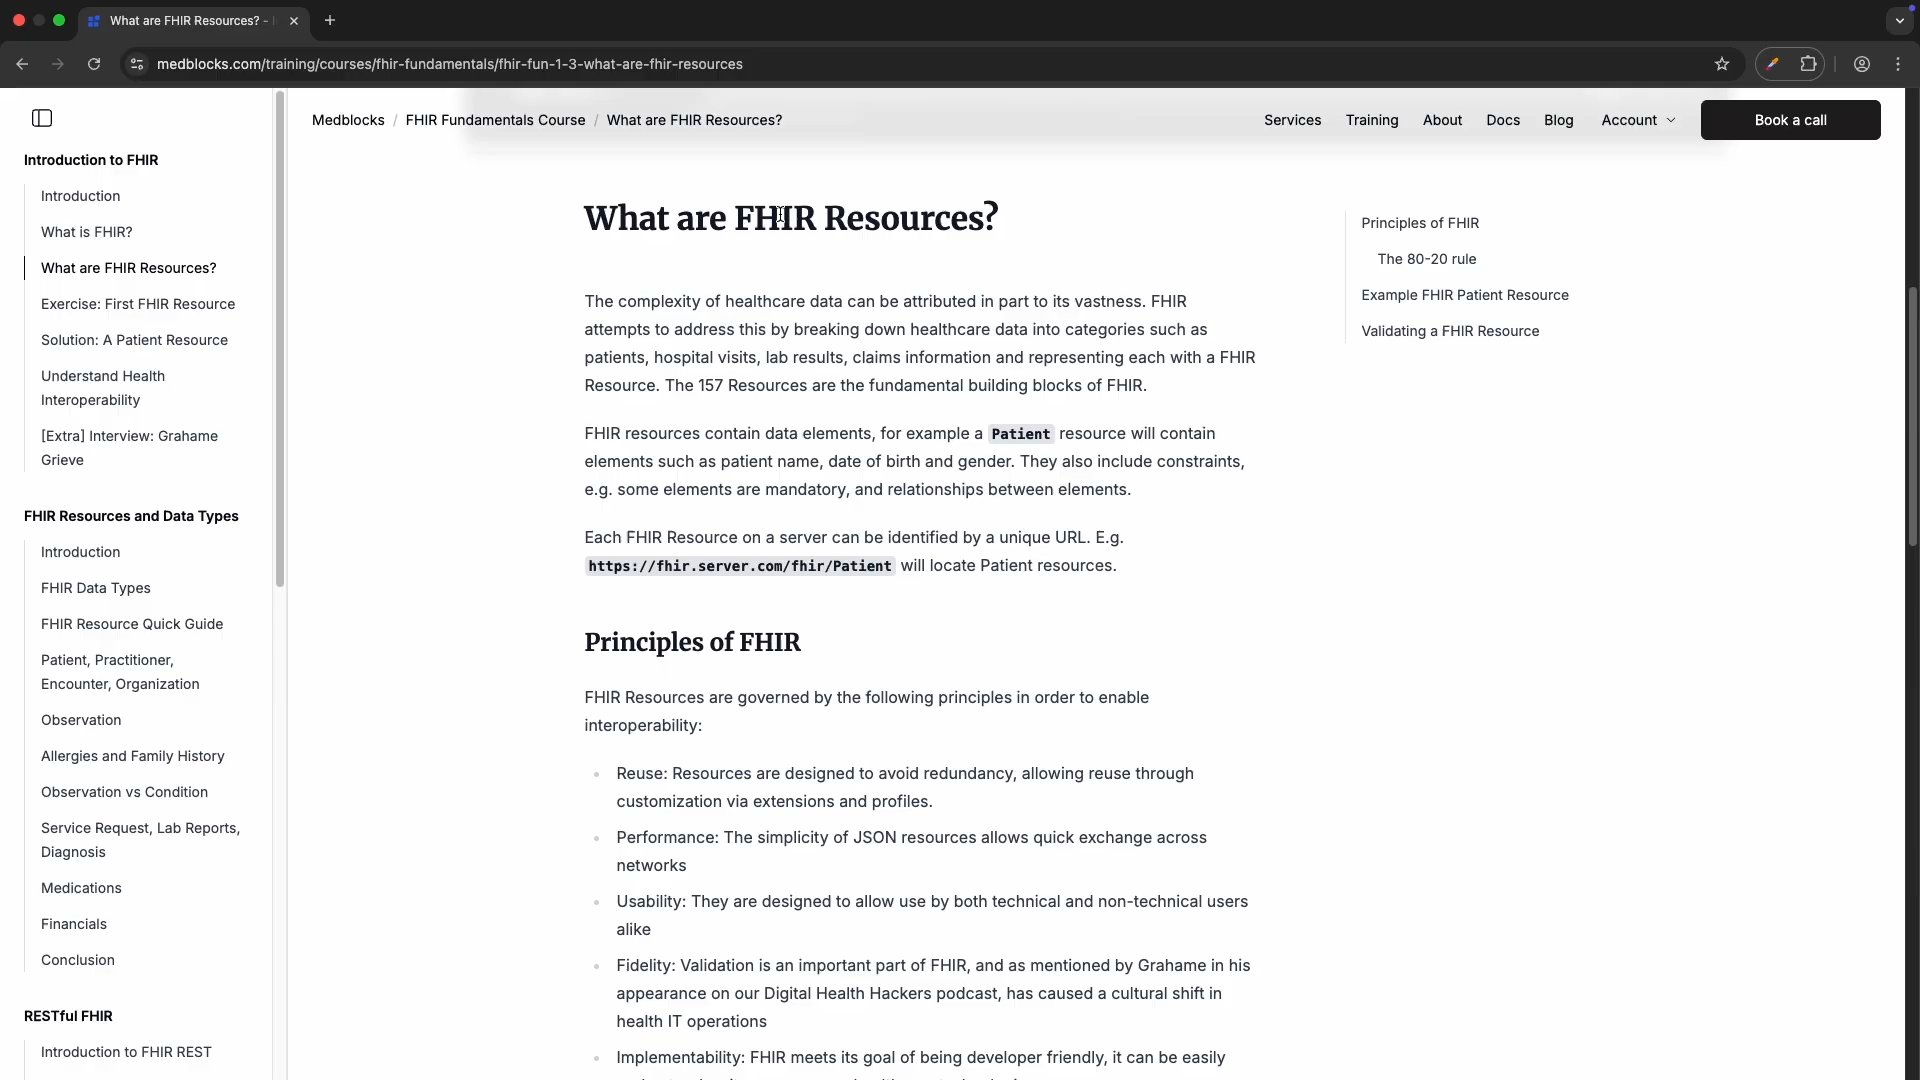 What are FHIR Resources? -
medblocks.com/training/courses/fhir-fundamentals/fhir-fun-1-3-what-are-fhir-resources
Medblocks / FHIR Fundamentals Course / What are FHIR Resources?
Services Training About Docs Blog Account Book a call
Introduction to FHIR
Introduction
What is FHIR?
What are FHIR Resources?
Exercise: First FHIR Resource
Solution: A Patient Resource
Understand Health
Interoperability
[Extra] Interview: Grahame
Grieve
FHIR Resources and Data Types
Introduction
FHIR Data Types
FHIR Resource Quick Guide
Patient, Practitioner,
Encounter, Organization
Observation
Allergies and Family History
Observation vs Condition
Service Request, Lab Reports,
Diagnosis
Medications
Financials
Conclusion
RESTful FHIR
Introduction to FHIR REST
What are FHIR Resources?
The complexity of healthcare data can be attributed in part to its vastness. FHIR
attempts to address this by breaking down healthcare data into categories such as
patients, hospital visits, lab results, claims information and representing each with a FHIR
Resource. The 157 Resources are the fundamental building blocks of FHIR.
FHIR resources contain data elements, for example a Patient resource will contain
elements such as patient name, date of birth and gender. They also include constraints,
e.g. some elements are mandatory, and relationships between elements.
Each FHIR Resource on a server can be identified by a unique URL. E.g.
https://fhir.server.com/fhir/Patient will locate Patient resources.
Principles of FHIR
FHIR Resources are governed by the following principles in order to enable
interoperability:
Reuse: Resources are designed to avoid redundancy, allowing reuse through
customization via extensions and profiles.
Performance: The simplicity of JSON resources allows quick exchange across
networks
Usability: They are designed to allow use by both technical and non-technical users
alike
Fidelity: Validation is an important part of FHIR, and as mentioned by Grahame in his
appearance on our Digital Health Hackers podcast, has caused a cultural shift in
health IT operations
Implementability: FHIR meets its goal of being developer friendly, it can be easily
Principles of FHIR
The 80-20 rule
Example FHIR Patient Resource
Validating a FHIR Resource